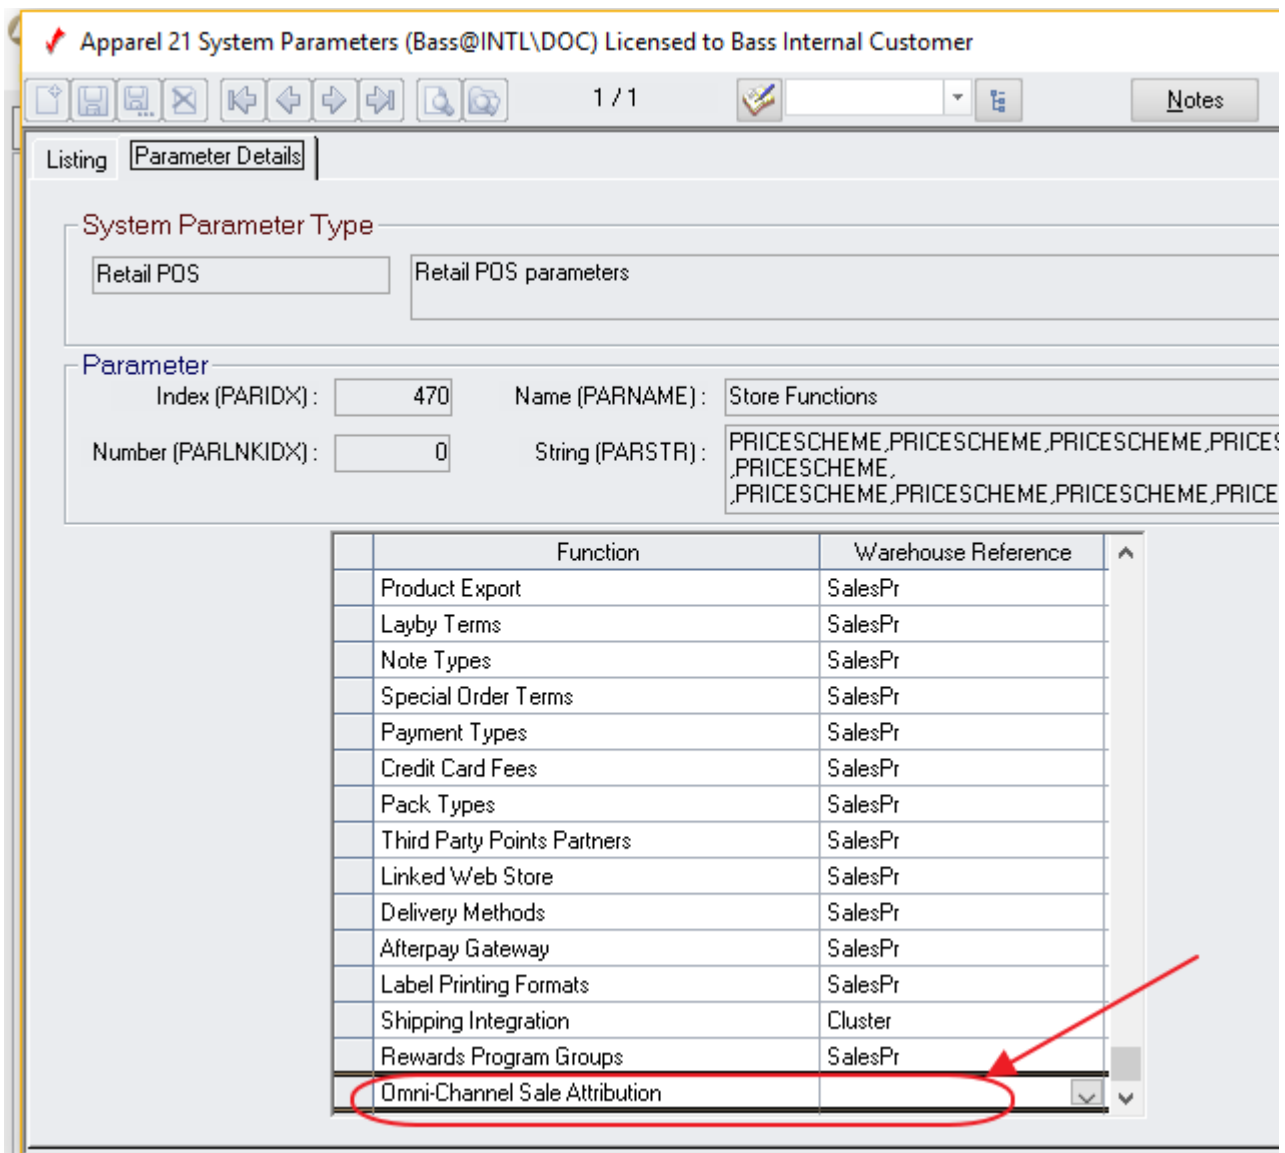 Apparel 21 System Parameters (Bass@INTL\DOC) Licensed to Bass Internal Customer
1 / 1 Notes
Listing Parameter Details
System Parameter Type
Retail POS Retail POS parameters
Parameter
Index (PARIDX) : 470 Name (PARNAME) : Store Functions
Number (PARLNKIDX) : 0 String (PARSTR) : PRICESCHEME,PRICESCHEME,PRICESCHEME,PRICES
,PRICESCHEME,
,PRICESCHEME,PRICESCHEME,PRICESCHEME,PRICE
Function Warehouse Reference
Product Export SalesPr
Layby Terms SalesPr
Note Types SalesPr
Special Order Terms SalesPr
Payment Types SalesPr
Credit Card Fees SalesPr
Pack Types SalesPr
Third Party Points Partners SalesPr
Linked Web Store SalesPr
Delivery Methods SalesPr
Afterpay Gateway SalesPr
Label Printing Formats SalesPr
Shipping Integration Cluster
Rewards Program Groups SalesPr
Omni-Channel Sale Attribution